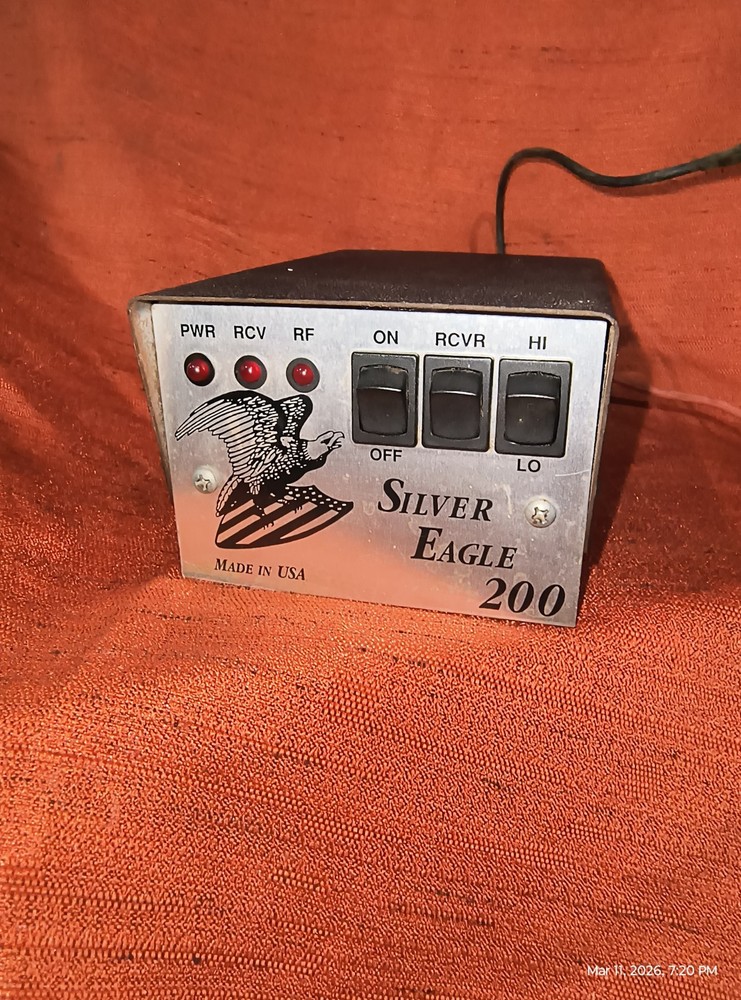 PWR RCV RF ON RCVR HI
OFF LO
SILVER
EAGLE
MADE IN USA
200
Mar 11, 2026, 7:20 PM